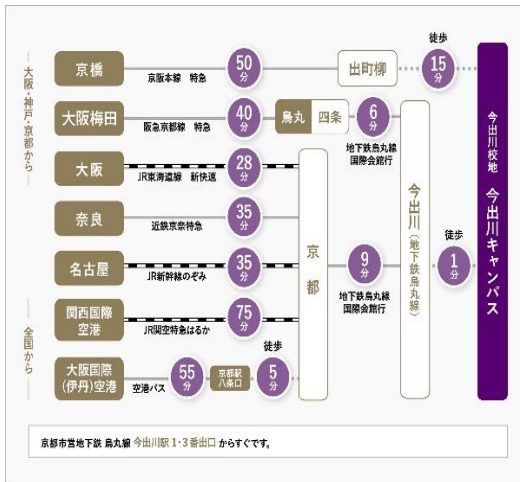 大阪・神戸・京都から
京橋
京阪本線 特急
50分
出町柳
徒歩
15分
大阪梅田
阪急京都線 特急
40分
烏丸 四条
6分
地下鉄烏丸線
国際会館行
大阪
JR東海道線 新快速
28分
奈良
近鉄京奈特急
35分
名古屋
JR新幹線のぞみ
35分
全国から
関西国際
空港
JR関空特急はるか
75分
大阪国際
(伊丹)空港
空港バス
55分
京都駅
八条口
徒歩
5分
京都
9分
地下鉄烏丸線
国際会館行
今出川(地下鉄烏丸線)
徒歩
1分
今出川校地 今出川キャンパス
京都市営地下鉄 烏丸線 今出川駅 1・3 番出口 からすぐです。